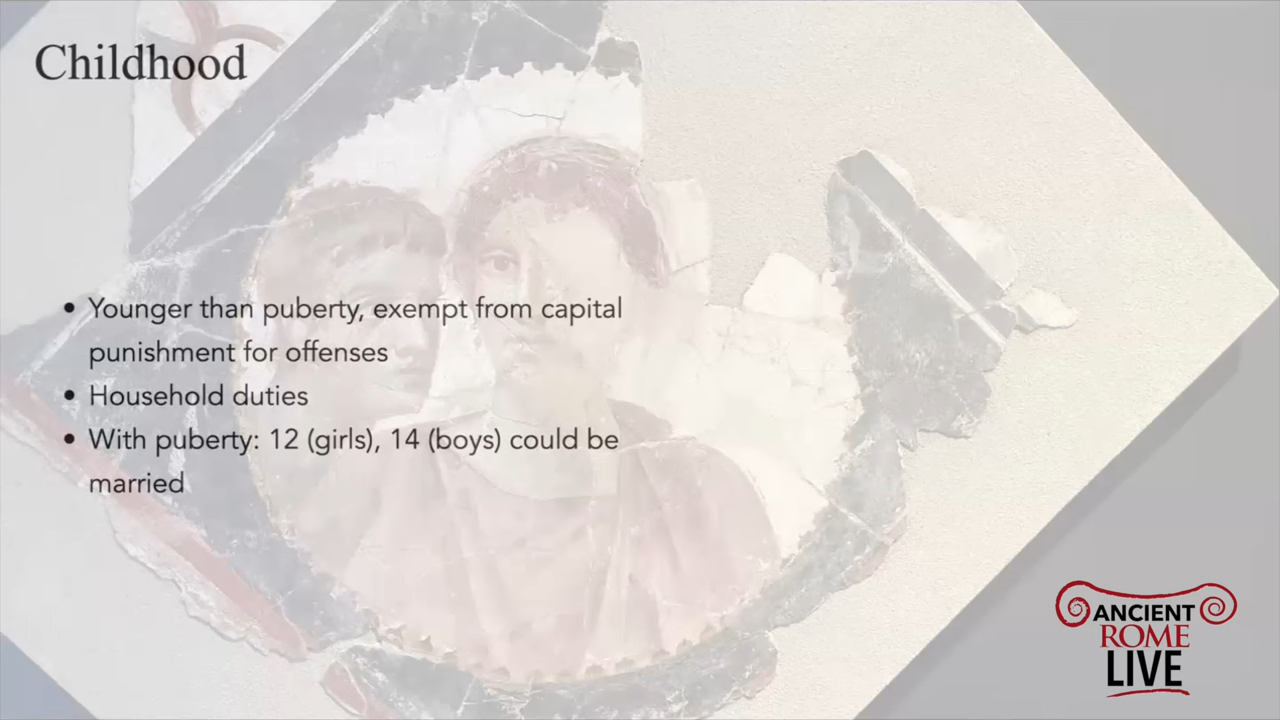 Childhood
• Younger than puberty, exempt from capital
punishment for offenses
• Household duties
• With puberty: 12 (girls), 14 (boys) could be
married
ANCIENT
ROME
LIVE